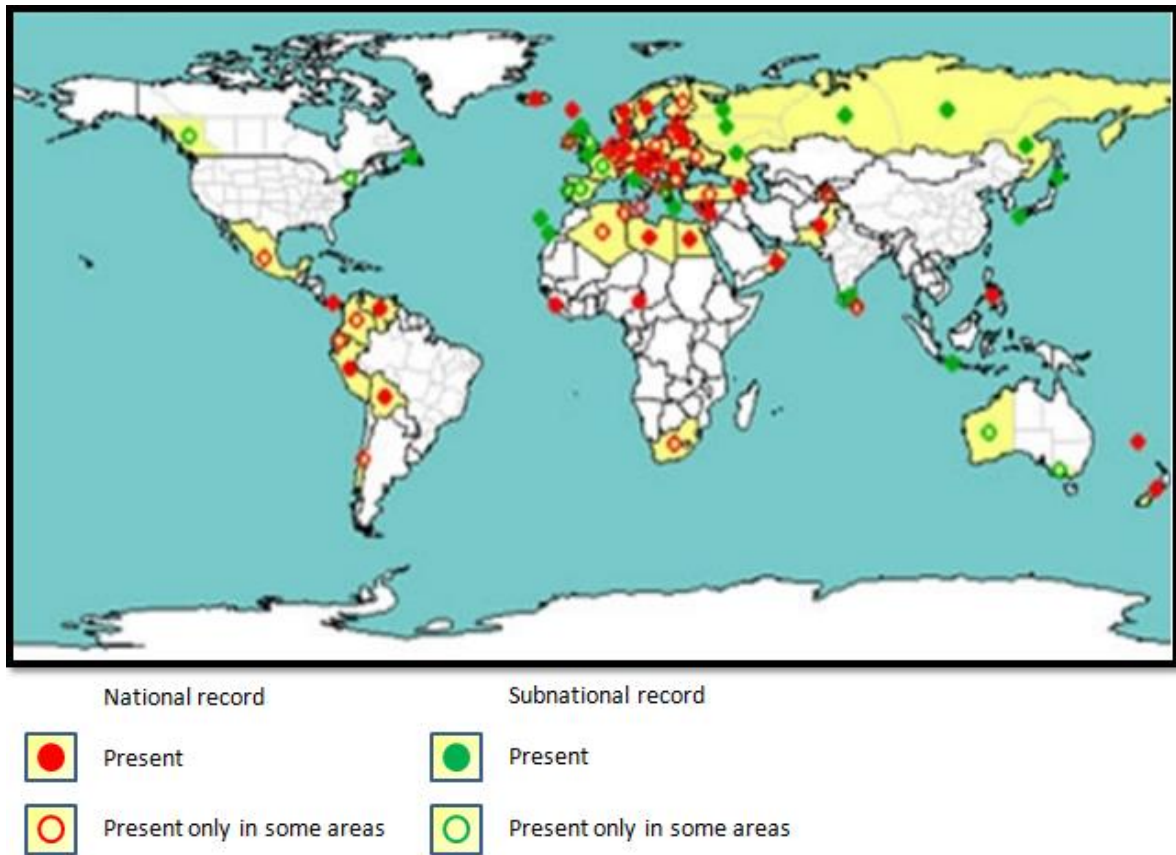 National record
Subnational record
Present
Present
Present only in some areas
Present only in some areas